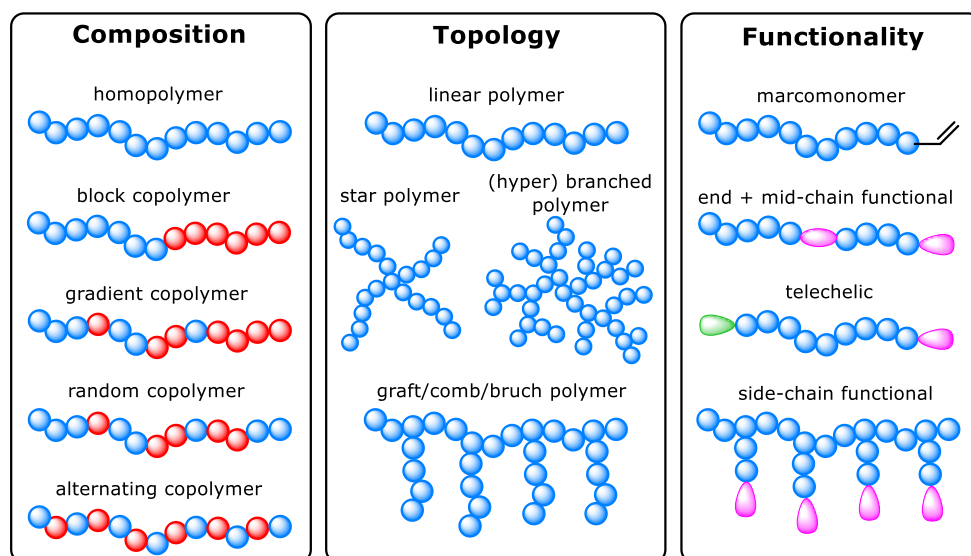 Composition
homopolymer
block copolymer
gradient copolymer
random copolymer
alternating copolymer
Topology
linear polymer
star polymer
(hyper) branched
polymer
graft/comb/bruch polymer
Functionality
marcomonomer
end + mid-chain functional
telechelic
side-chain functional